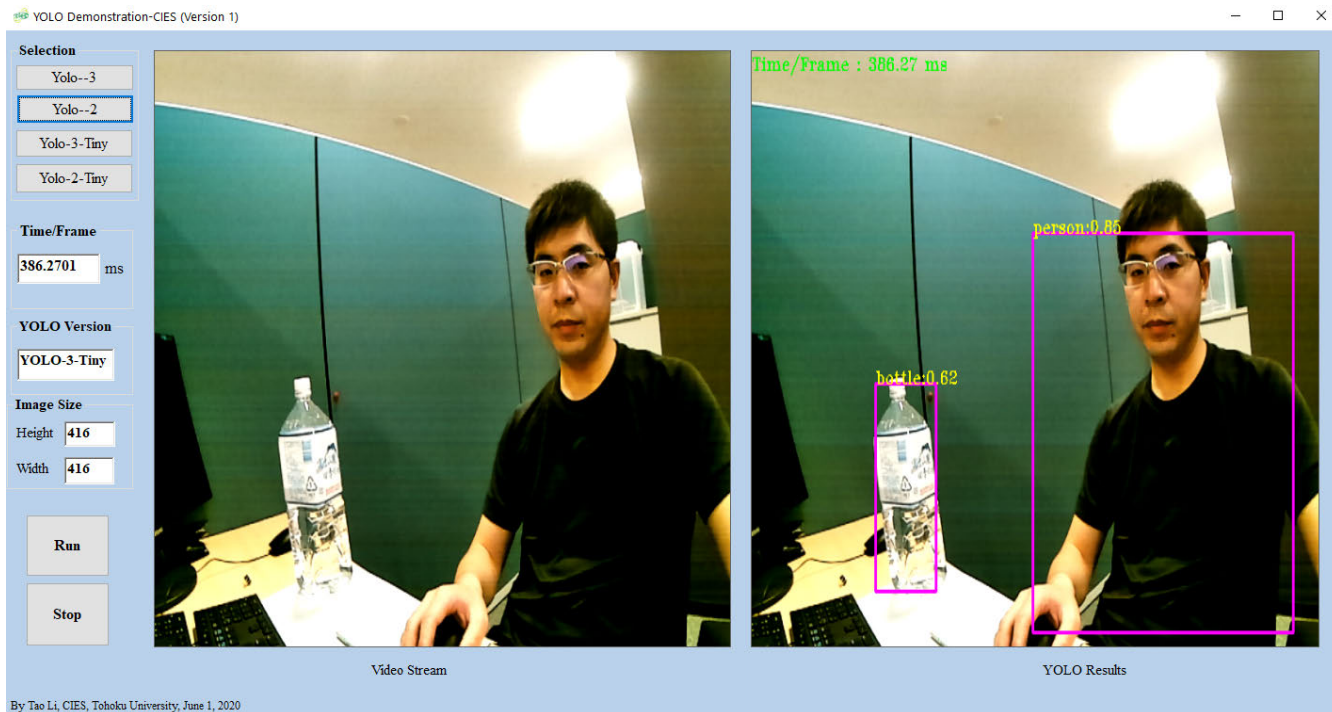 YOLO Demonstration-CIES (Version 1)
Selection
Yolo--3
Yolo--2
Yolo-3-Tiny
Yolo-2-Tiny
Time/Frame
386.2701 ms
YOLO Version
YOLO-3-Tiny
Image Size
Height 416
Width 416
Run
Stop
Time/Frame : 386.27 ms
person:0.85
bottle:0.62
Video Stream
YOLO Results
By Tao Li, CIES, Tohoku University, June 1, 2020